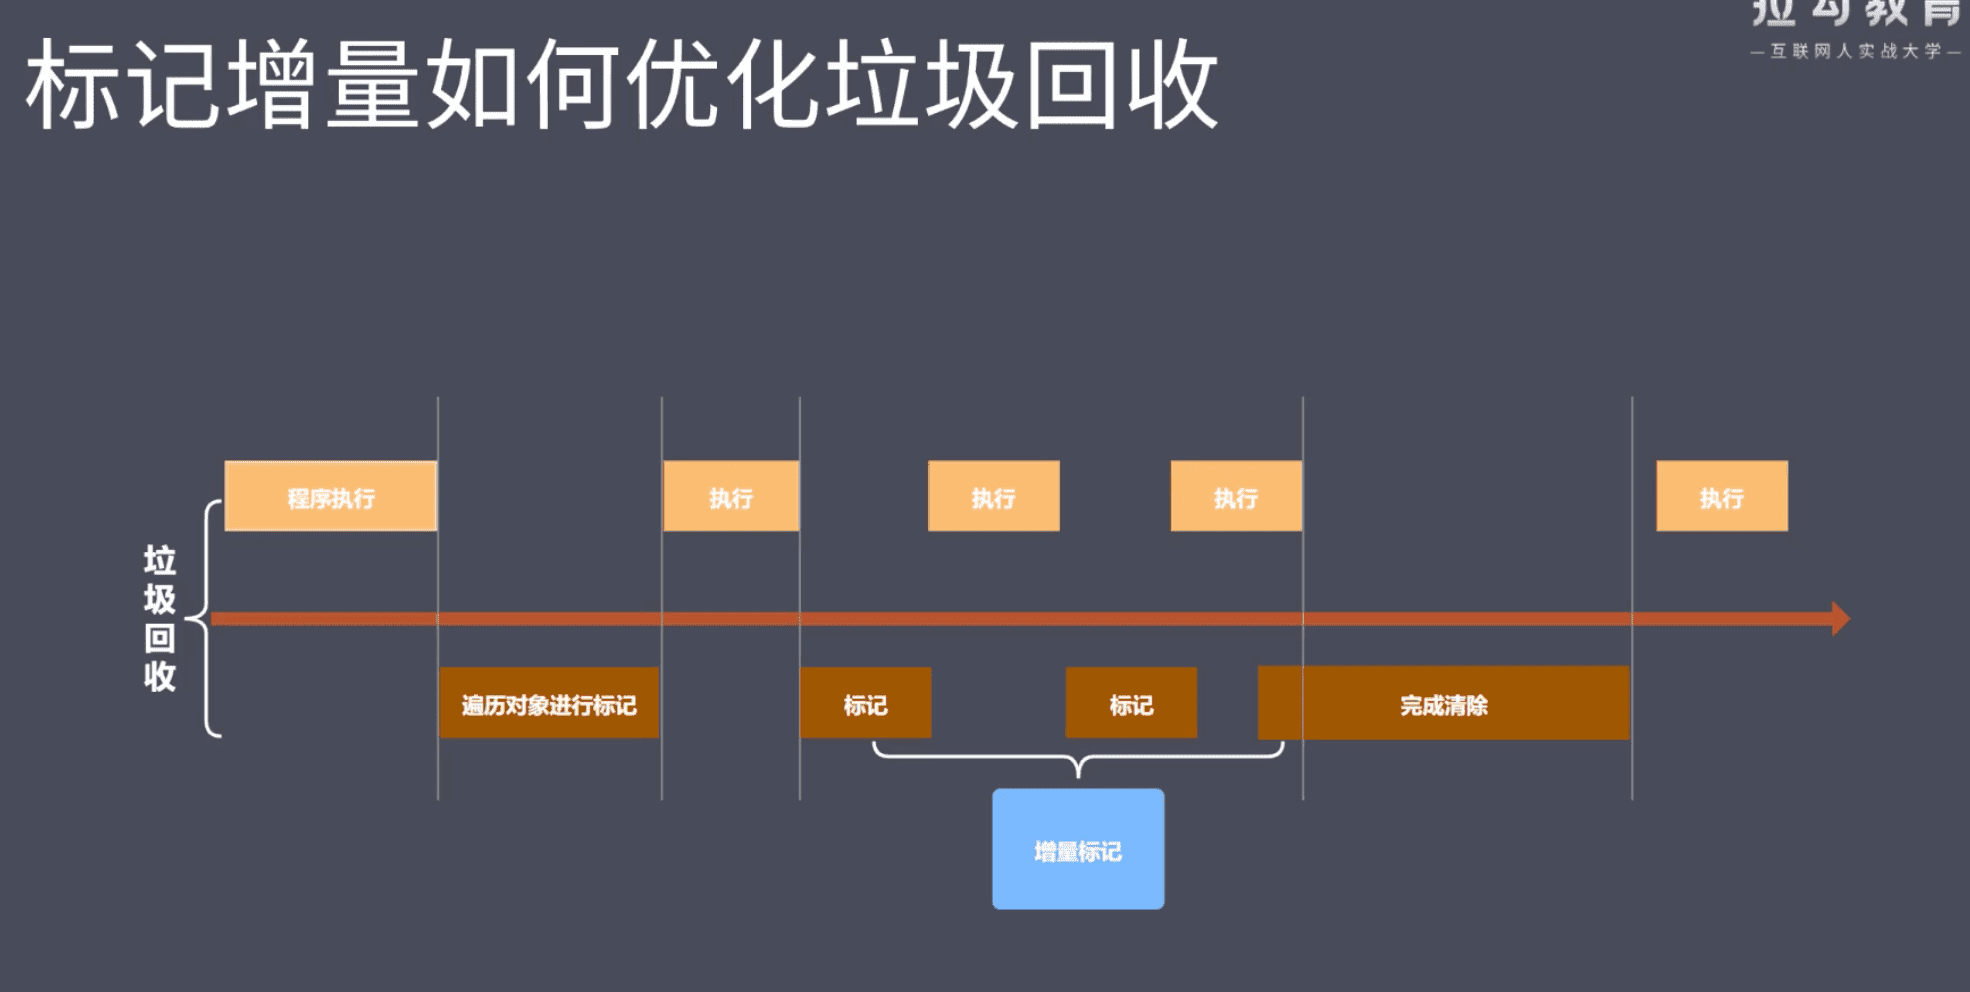 拉勾教育
—互联网人实战大学—
标记增量如何优化垃圾回收
程序执行
执行
执行
执行
执行
垃圾回收
遍历对象进行标记
标记
标记
完成清除
增量标记